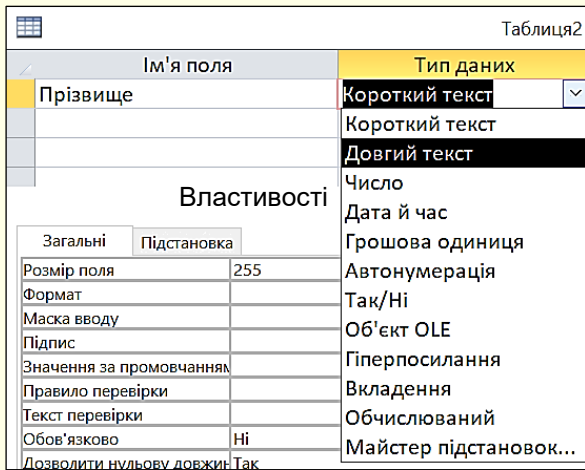 Таблиця2
Ім'я поля Тип даних
Прізвище Короткий текст
Короткий текст
Довгий текст
Число
Дата й час
Грошова одиниця
Автонумерація
Так/Ні
Об'єкт OLE
Гіперпосилання
Вкладення
Обчислюваний
Майстер підстановок...
Властивості
Загальні Підстановка
Розмір поля 255
Формат
Маска вводу
Підпис
Значення за промовчанням
Правило перевірки
Текст перевірки
Обов'язково Ні
Дозволити нульову довжин Так